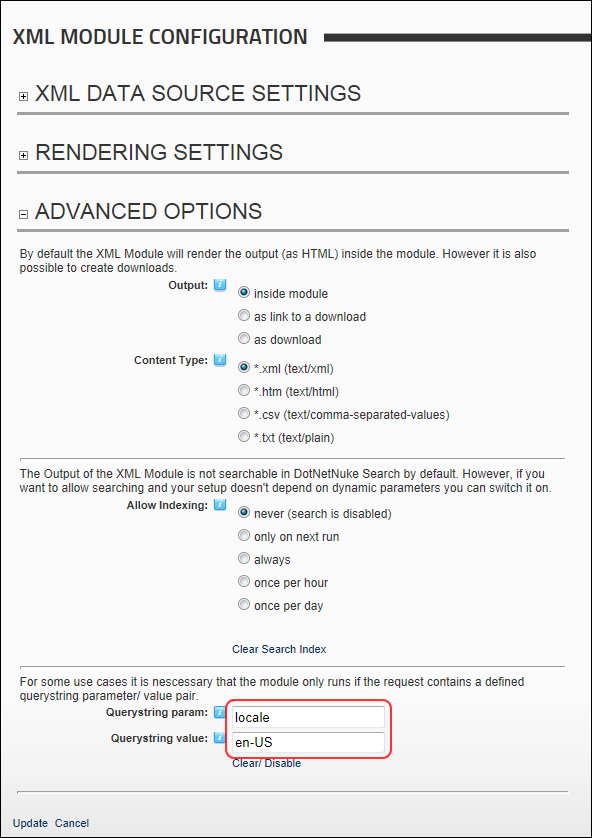 XML MODULE CONFIGURATION
XML DATA SOURCE SETTINGS
RENDERING SETTINGS
ADVANCED OPTIONS
By default the XML Module will render the output (as HTML) inside the module. However it is also
possible to create downloads.
Output: inside module
as link to a download
as download
Content Type: *.xml (text/xml)
*.htm (text/html)
*.csv (text/comma-separated-values)
*.txt (text/plain)
The Output of the XML Module is not searchable in DotNetNuke Search by default. However, if you
want to allow searching and your setup doesn't depend on dynamic parameters you can switch it on.
Allow Indexing: never (search is disabled)
only on next run
always
once per hour
once per day
Clear Search Index
For some use cases it is nescessary that the module only runs if the request contains a defined
querystring parameter/ value pair.
Querystring param: locale
Querystring value: en-US
Clear/ Disable
Update Cancel